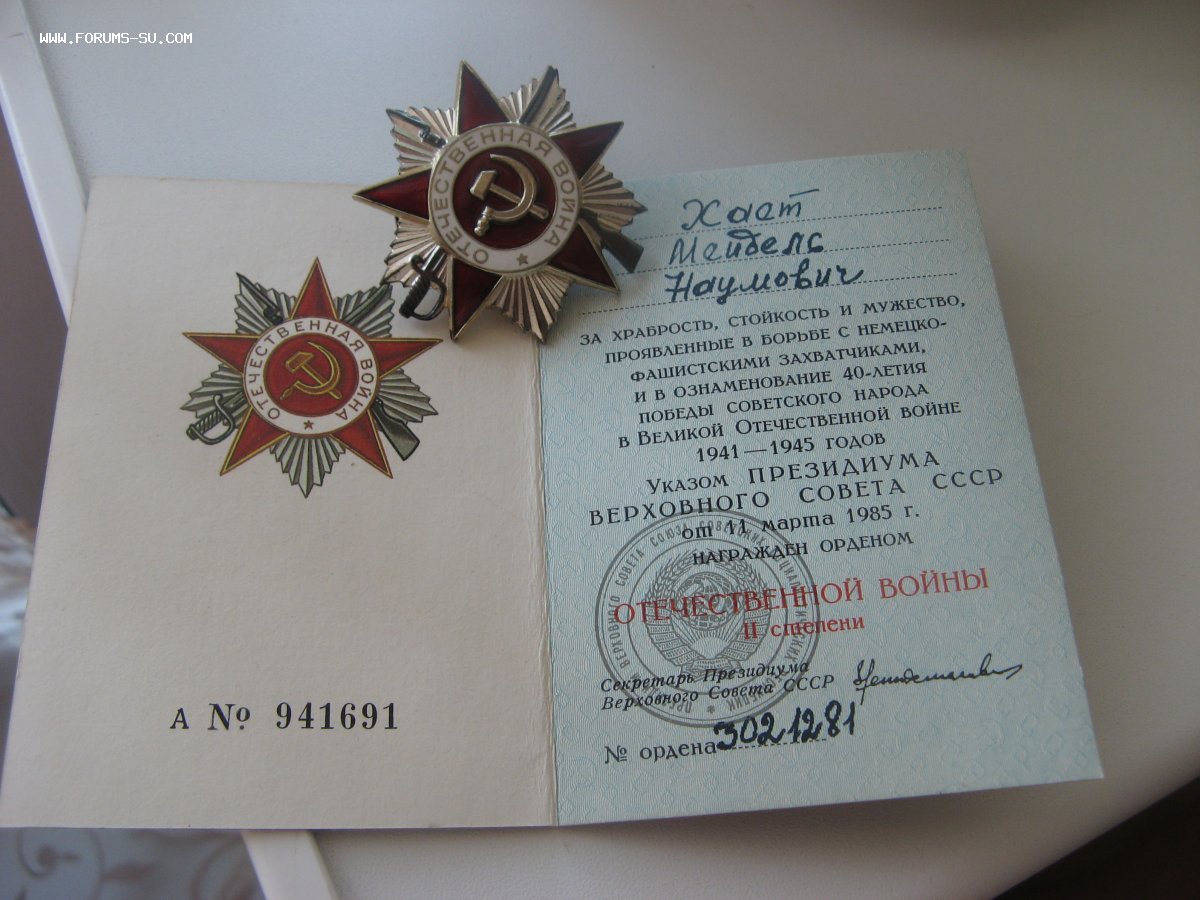 WWW.FORUMS-SU.COM
ОТЕЧЕСТВЕННАЯ ВОЙНА
ОТЕЧЕСТВЕННАЯ ВОЙНА
А № 941691
Хаст
Мейдель
Наумович
ЗА ХРАБРОСТЬ, СТОЙКОСТЬ И МУЖЕСТВО,
ПРОЯВЛЕННЫЕ В БОРЬБЕ С НЕМЕЦКО-
ФАШИСТСКИМИ ЗАХВАТЧИКАМИ,
И В ОЗНАМЕНОВАНИЕ 40-ЛЕТИЯ
ПОБЕДЫ СОВЕТСКОГО НАРОДА
В ВЕЛИКОЙ ОТЕЧЕСТВЕННОЙ ВОЙНЕ
1941—1945 ГОДОВ
УКАЗОМ ПРЕЗИДИУМА
ВЕРХОВНОГО СОВЕТА СССР
от 11 марта 1985 г.
НАГРАЖДЕН ОРДЕНОМ
ОТЕЧЕСТВЕННОЙ ВОЙНЫ
II степени
Секретарь Президиума
Верховного Совета СССР
№ ордена 3021281